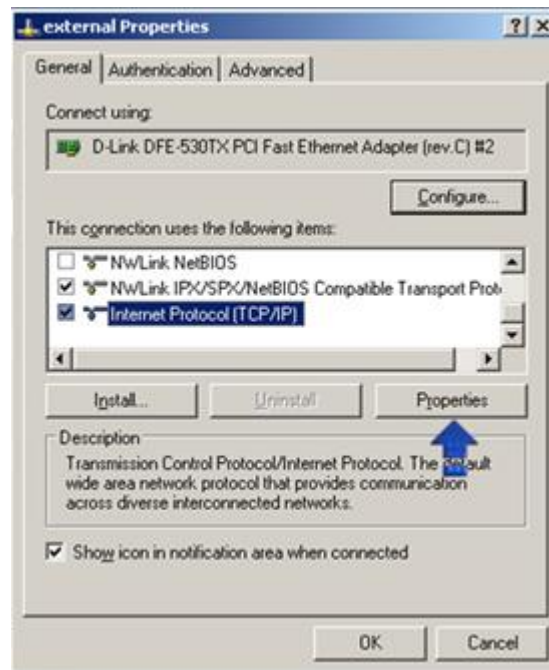 external Properties
General
Authentication
Advanced
Connect using:
D-Link DFE-530TX PCI Fast Ethernet Adapter (rev.C) #2
Configure...
This connection uses the following items:
NWLink NetBIOS
NWLink IPX/SPX/NetBIOS Compatible Transport Prot
Internet Protocol (TCP/IP)
Install...
Uninstall
Properties
Description
Transmission Control Protocol/Internet Protocol. The default
wide area network protocol that provides communication
across diverse interconnected networks.
Show icon in notification area when connected
OK
Cancel